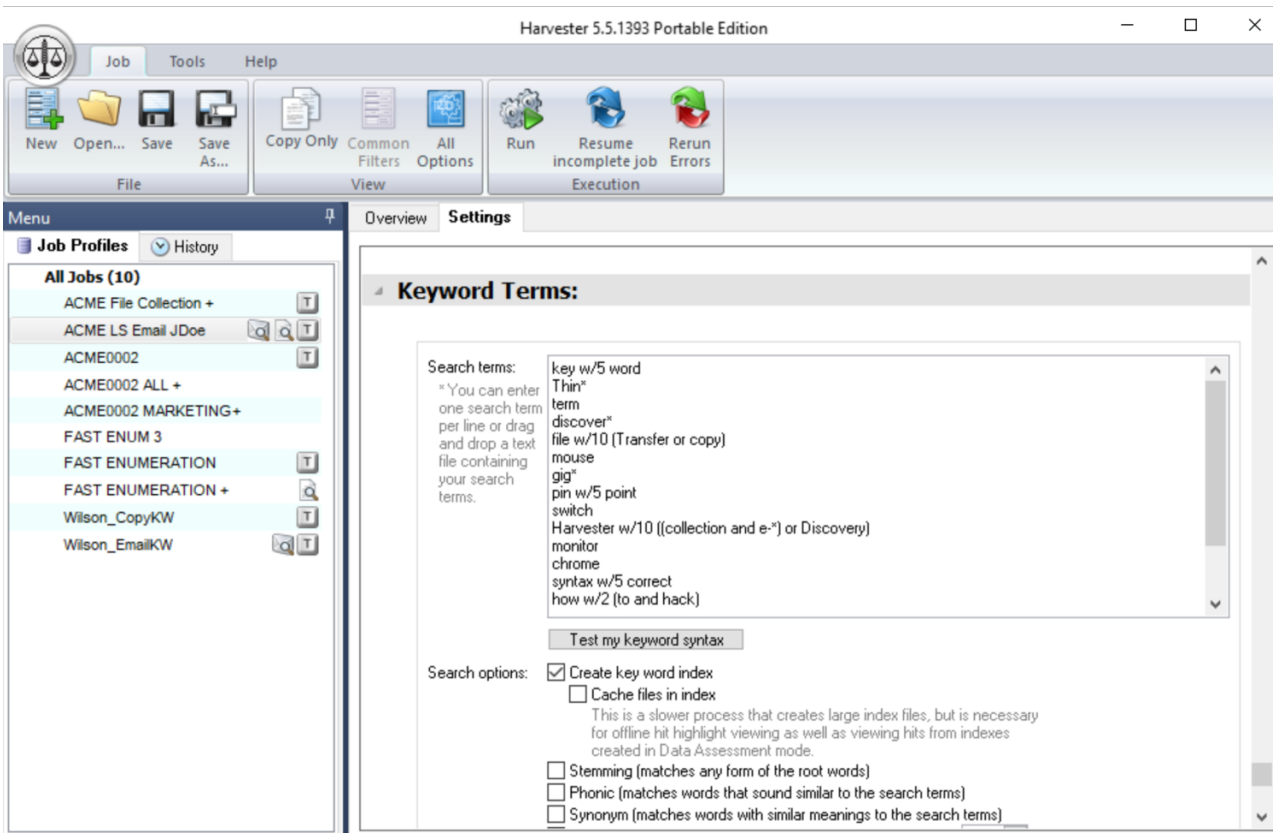 Harvester 5.5.1393 Portable Edition
Job Tools Help
New Open... Save Save As...
Copy Only Common Filters All Options
Run Resume incomplete job Rerun Errors
File View Execution
Menu
Overview Settings
Job Profiles History
All Jobs (10)
ACME File Collection + T
ACME LS Email JDoe T
ACME0002 T
ACME0002 ALL +
ACME0002 MARKETING+
FAST ENUM 3
FAST ENUMERATION T
FAST ENUMERATION +
Wilson_CopyKW T
Wilson_EmailKW T
Keyword Terms:
Search terms:
* You can enter
one search term
per line or drag
and drop a text
file containing
your search
terms.
key w/5 word
Thin*
term
discover*
file w/10 (Transfer or copy)
mouse
gig*
pin w/5 point
switch
Harvester w/10 ((collection and e-*) or Discovery)
monitor
chrome
syntax w/5 correct
how w/2 (to and hack)
Test my keyword syntax
Search options: Create key word index
Cache files in index
This is a slower process that creates large index files, but is necessary
for offline hit highlight viewing as well as viewing hits from indexes
created in Data Assessment mode.
Stemming (matches any form of the root words)
Phonic (matches words that sound similar to the search terms)
Synonym (matches words with similar meanings to the search terms)